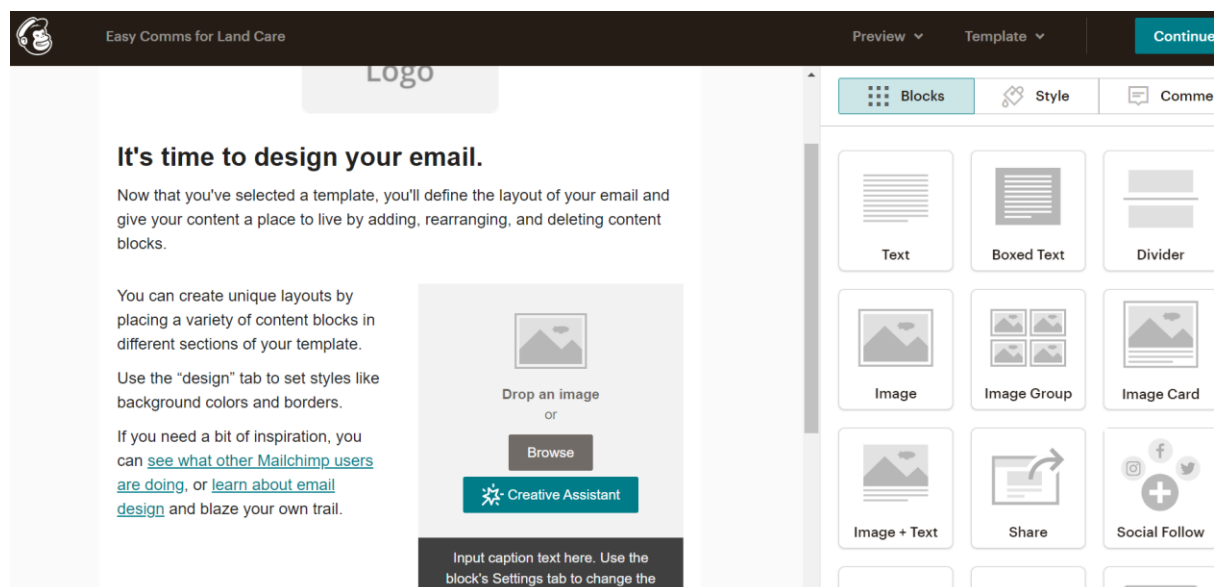 Easy Comms for Land Care
Preview
Template
Continue
Logo
It's time to design your email.
Now that you've selected a template, you'll define the layout of your email and
give your content a place to live by adding, rearranging, and deleting content
blocks.
You can create unique layouts by
placing a variety of content blocks in
different sections of your template.
Use the “design” tab to set styles like
background colors and borders.
If you need a bit of inspiration, you
can see what other Mailchimp users
are doing, or learn about email
design and blaze your own trail.
Drop an image
or
Browse
Creative Assistant
Input caption text here. Use the
block's Settings tab to change the
Blocks
Style
Comme
Text
Boxed Text
Divider
Image
Image Group
Image Card
Image + Text
Share
Social Follow